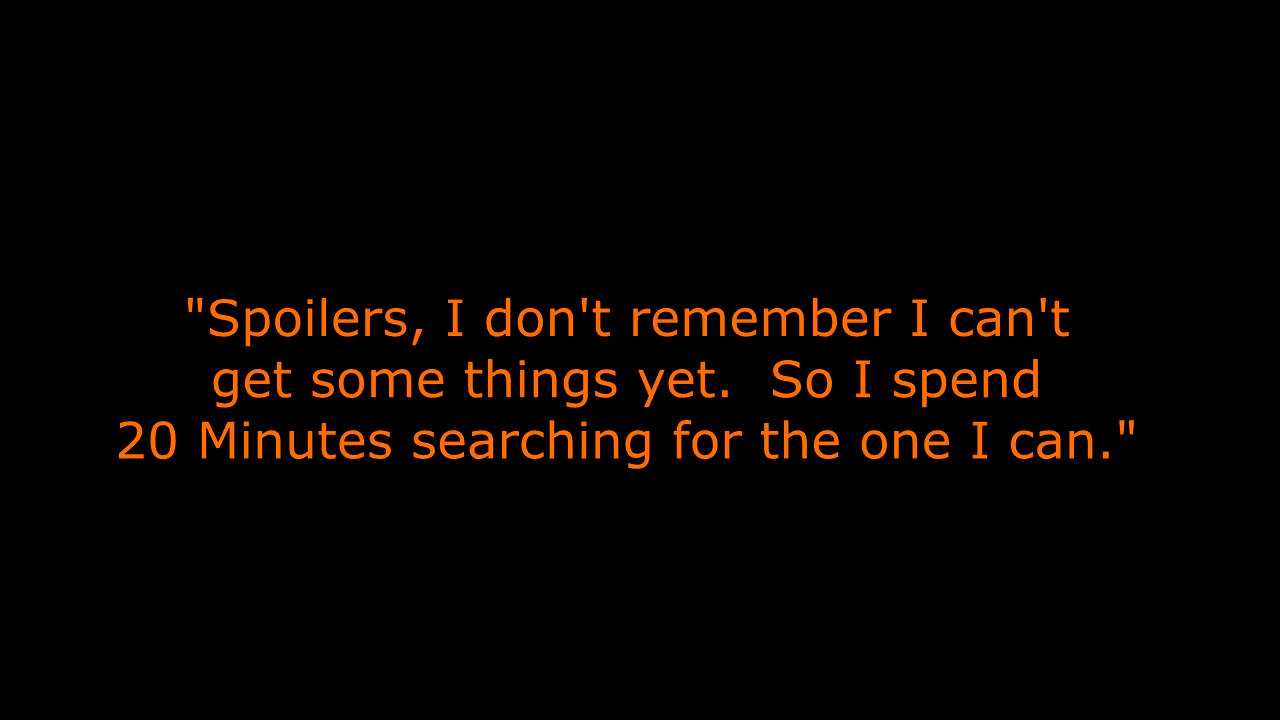 "Spoilers, I don't remember I can't
get some things yet.  So I spend
20 Minutes searching for the one I can."